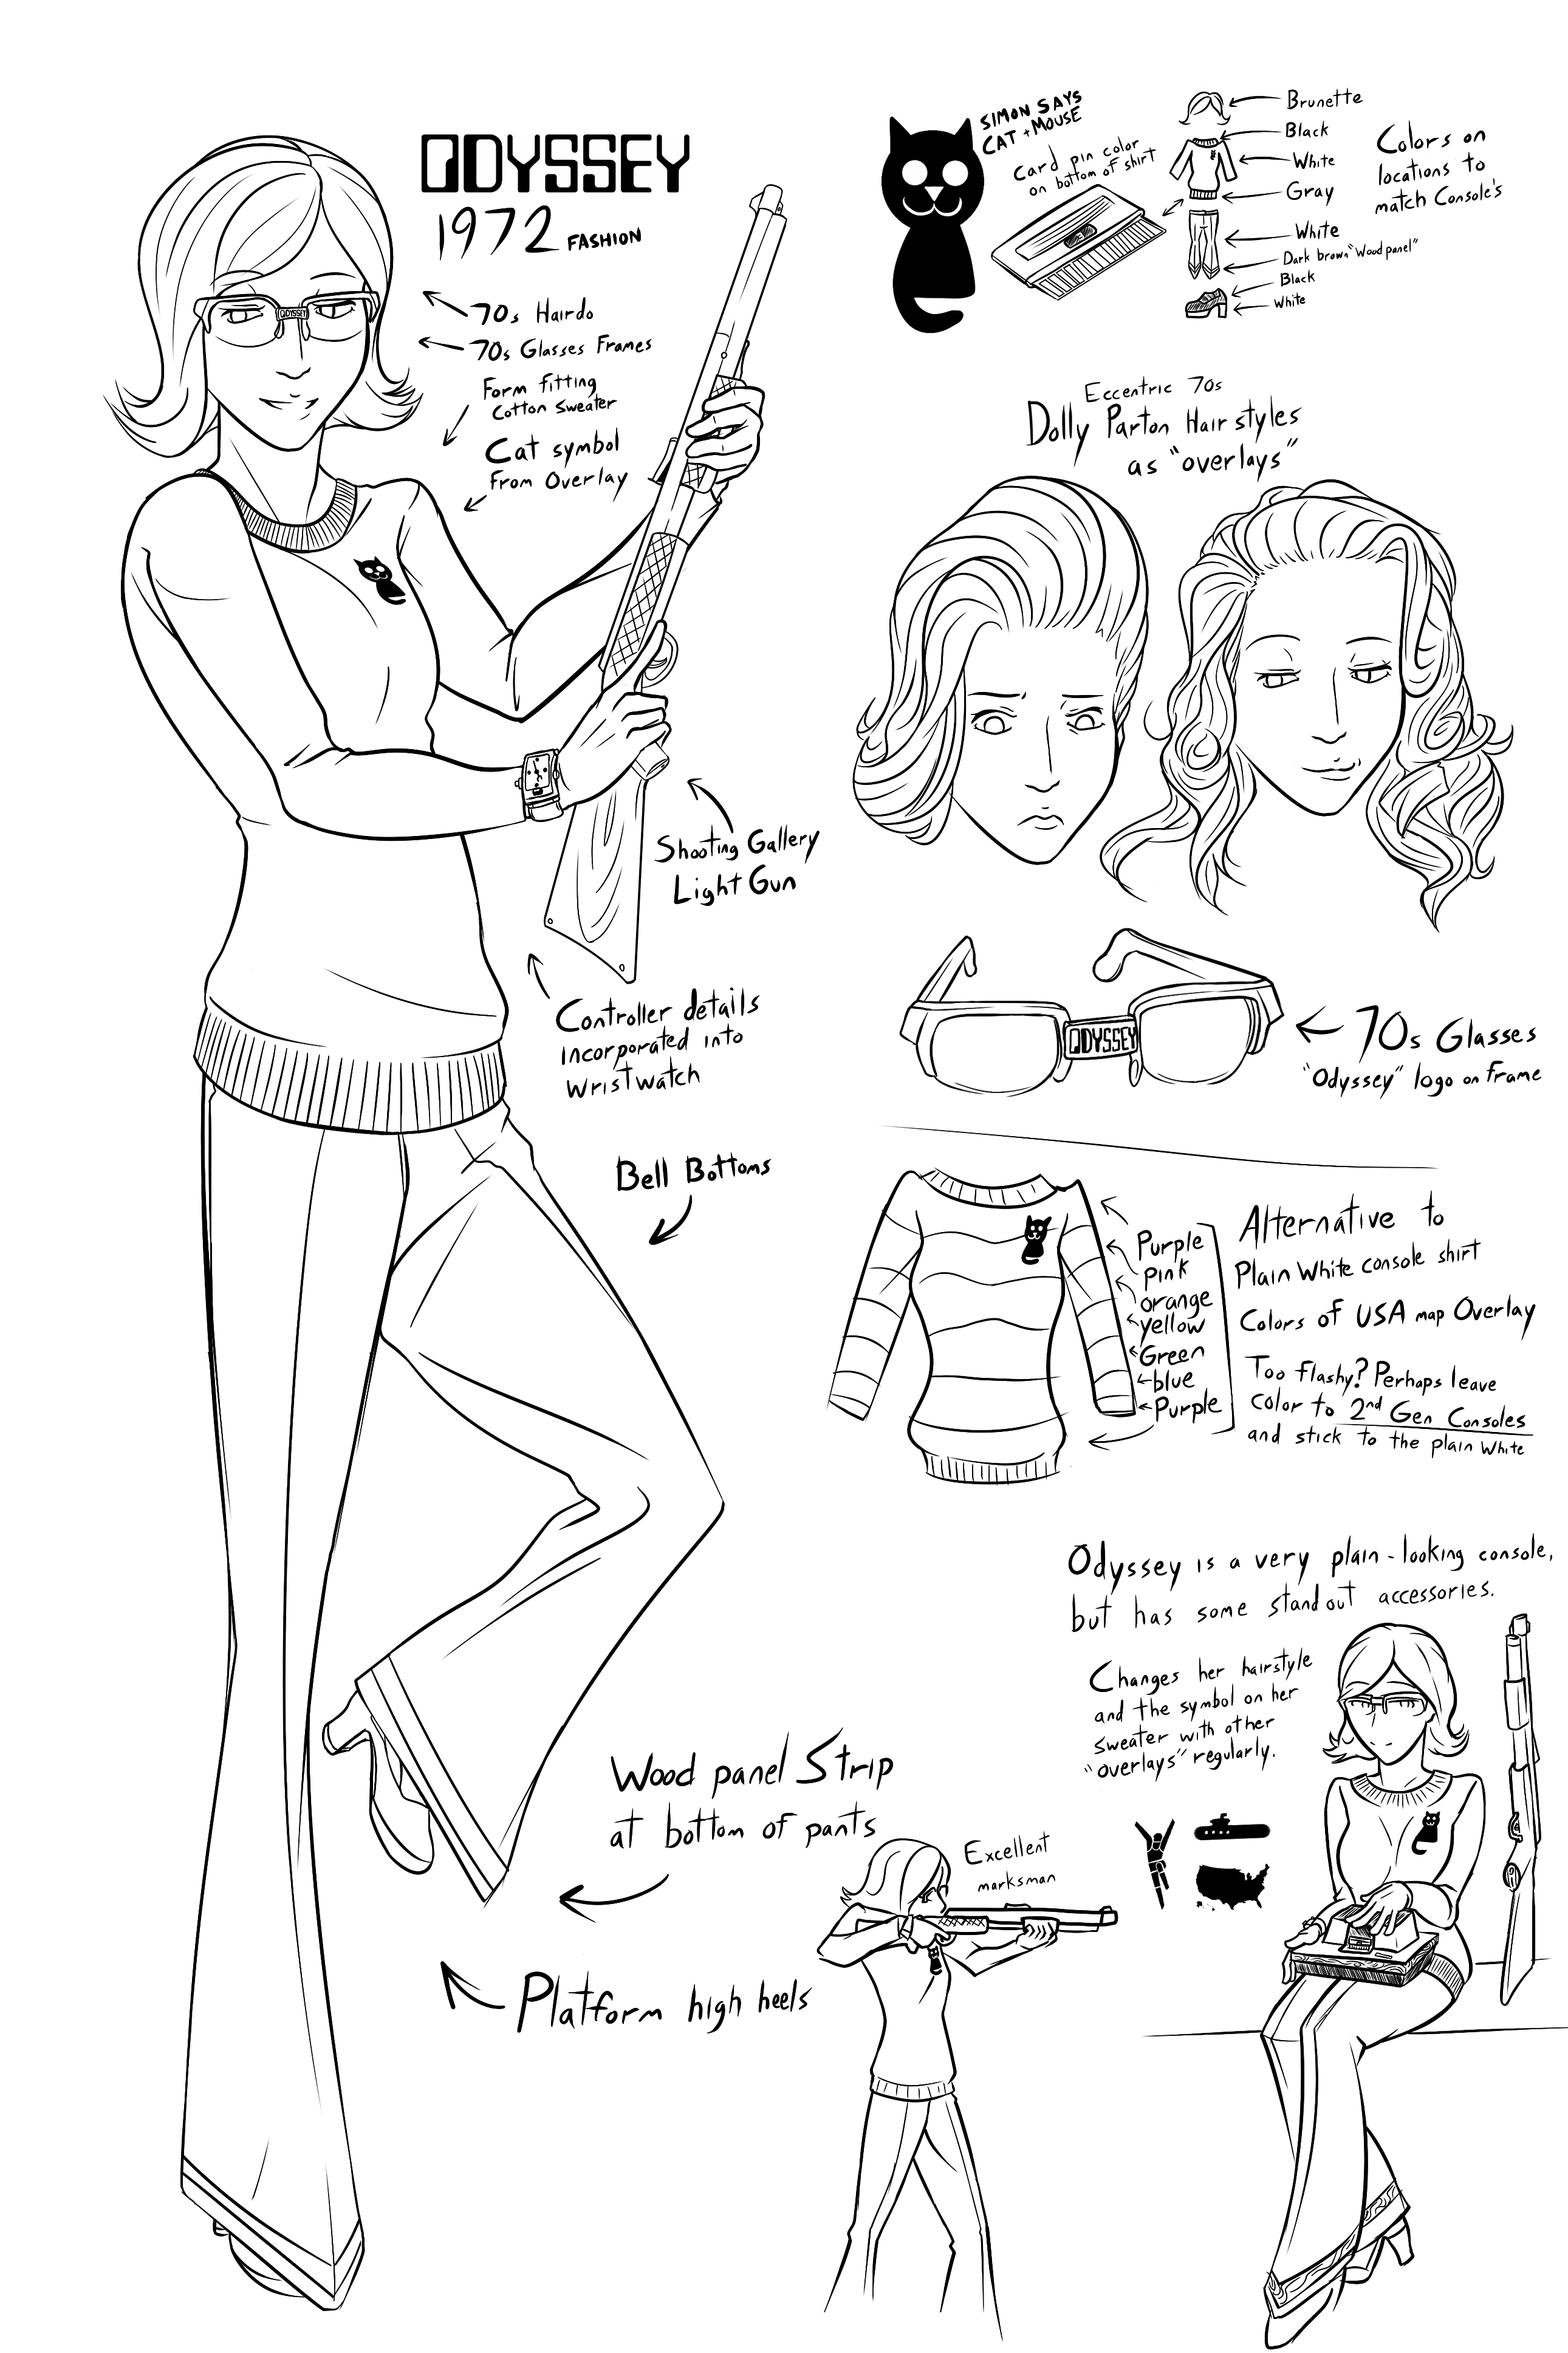 ODYSSEY
1972 FASHION
70s Hairdo
70s Glasses Frames
Form fitting
Cotton Sweater
Cat symbol
From Overlay
ODYSSEY
Shooting Gallery
Light Gun
Controller details
incorporated into
wristwatch
Bell Bottoms
Wood panel Strip
at bottom of pants
Platform high heels
SIMON SAYS
CAT + MOUSE
Card pin color
on bottom of shirt
Brunette
Black
White
Gray
White
Dark brown "Wood panel"
Black
White
Colors on
locations to
match Console's
Eccentric 70s
Dolly Parton Hairstyles
as "overlays"
ODYSSEY
70s Glasses
"Odyssey" logo on frame
Purple
Pink
orange
yellow
Green
blue
Purple
Alternative to
Plain White console shirt
Colors of USA map Overlay
Too flashy? Perhaps leave
color to 2nd Gen Consoles
and stick to the plain White
Odyssey is a very plain-looking console,
but has some standout accessories.
Changes her hairstyle
and the symbol on her
sweater with other
"overlays" regularly.
Excellent
marksman